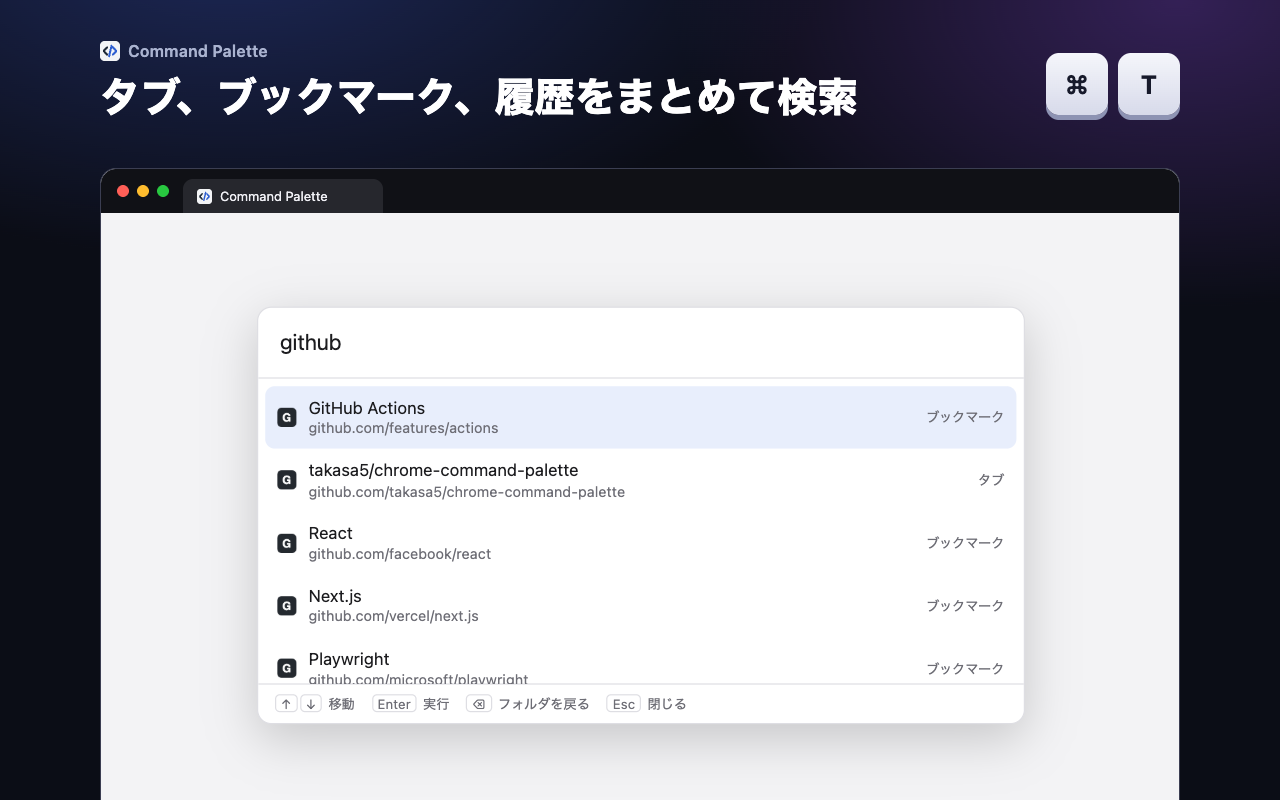 Command Palette
タブ、ブックマーク、履歴をまとめて検索
⌘ T
Command Palette
github
G GitHub Actions ブックマーク
github.com/features/actions
G takasa5/chrome-command-palette タブ
github.com/takasa5/chrome-command-palette
G React ブックマーク
github.com/facebook/react
G Next.js ブックマーク
github.com/vercel/next.js
G Playwright ブックマーク
github.com/microsoft/playwright
↑ ↓ 移動 Enter 実行 ⌫ フォルダを戻る Esc 閉じる